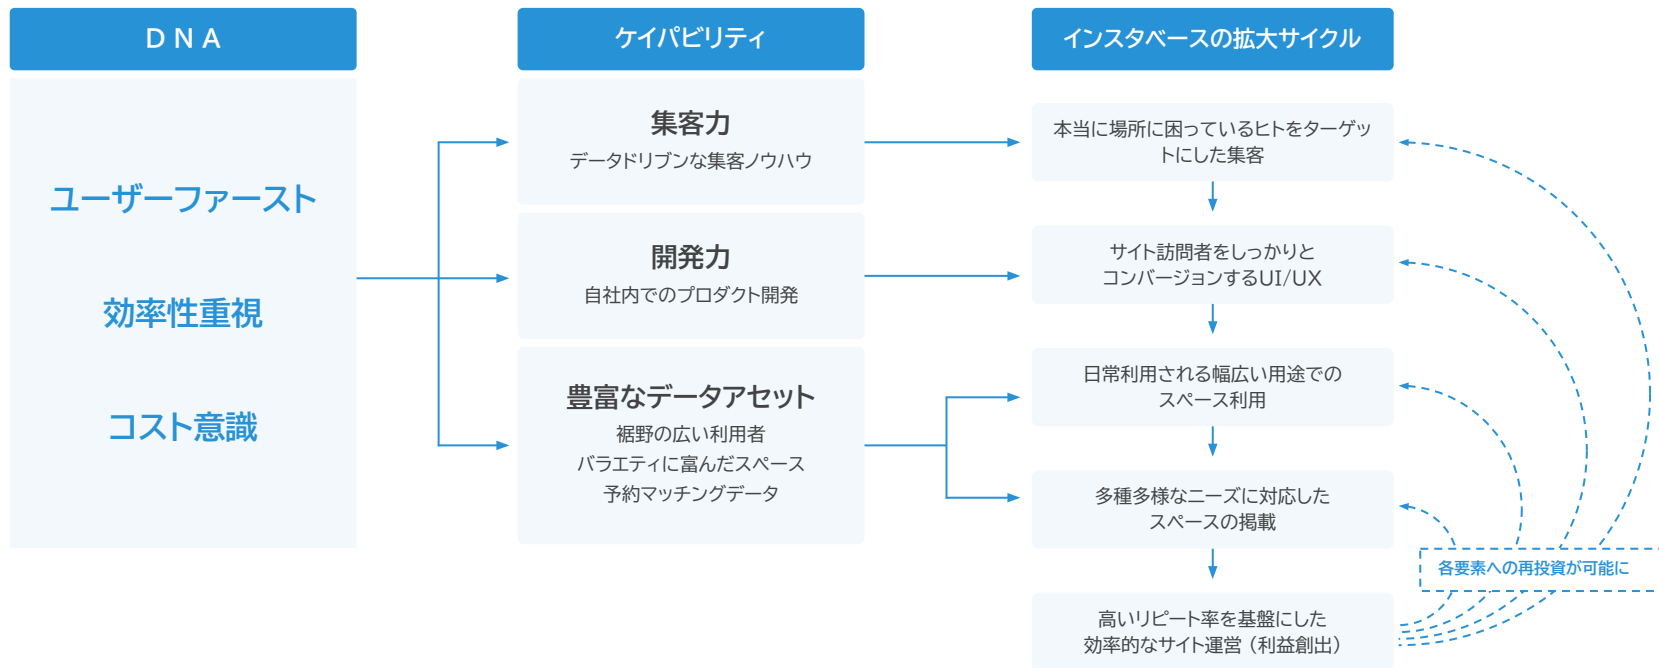 DNA
ユーザーファースト
効率性重視
コスト意識
ケイパビリティ
集客力
データドリブンな集客ノウハウ
開発力
自社内でのプロダクト開発
豊富なデータアセット
裾野の広い利用者
バラエティに富んだスペース
予約マッチングデータ
インスタベースの拡大サイクル
本当に場所に困っているヒトをターゲッ
トにした集客
サイト訪問者をしっかりと
コンバージョンするUI/UX
日常利用される幅広い用途での
スペース利用
多種多様なニーズに対応した
スペースの掲載
高いリピート率を基盤にした
効率的なサイト運営（利益創出）
各要素への再投資が可能に